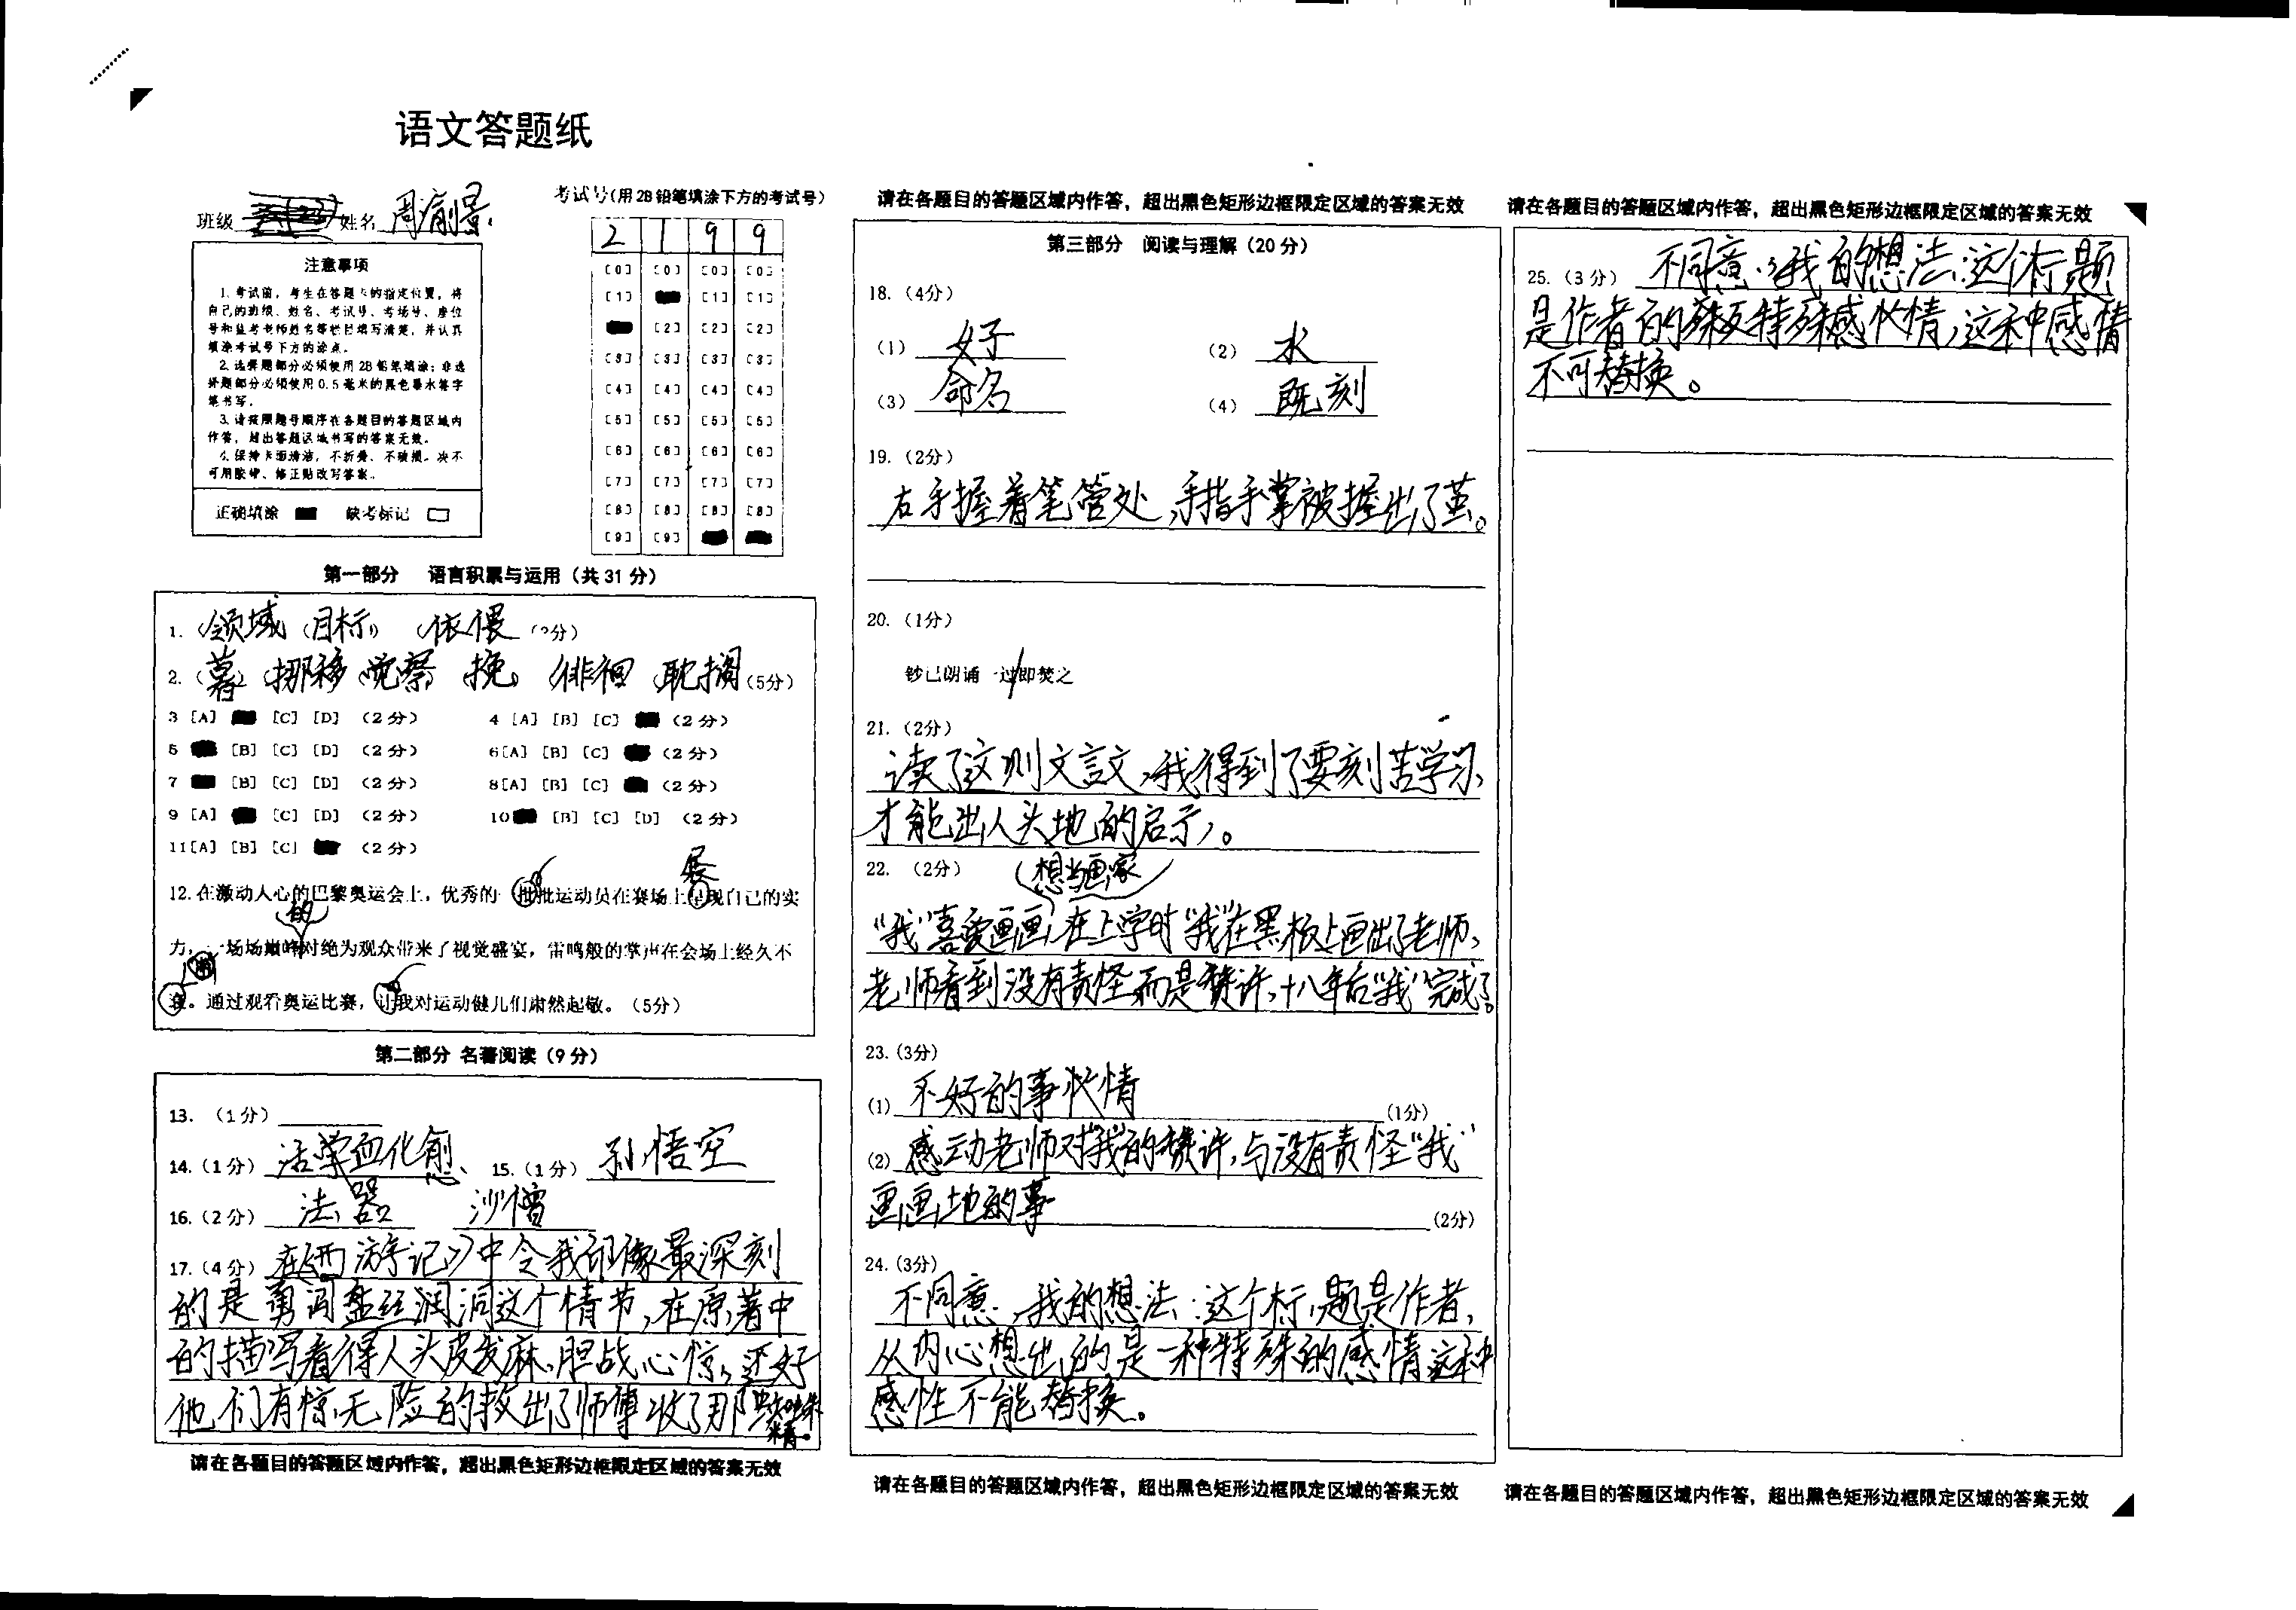 语文答题纸
班级 姓名 周
考试号(用2B铅笔填涂下方的考试号)
2 1 9 9
[0] [0] [0] [0]
[1] [1] [1]
[2] [2] [2]
[3] [3] [3] [3]
[4] [4] [4] [4]
[5] [5] [5] [5]
[6] [6] [6] [6]
[7] [7] [7] [7]
[8] [8] [8] [8]
[9] [9]
注意事项
1. 考试前，考生在答题卡的指定位置，将
自己的班级、姓名、考试号、考场号、座位
号和监考老师姓名等栏目填写清楚，并认真
填涂考试号下方的涂点。
2. 选择题部分必须使用2B铅笔填涂；非选
择题部分必须使用0.5毫米的黑色墨水签字
笔书写。
3. 请按照题号顺序在各题目的答题区域内
作答，超出答题区域书写的答案无效。
4. 保持卡面清洁，不折叠、不破损。决不
可用胶带、修正贴改写答案。
正确填涂 缺考标记
第一部分 语言积累与运用（共31分）
1. （领域）（目标）（依偎）
2. （暮）（挪移）（觉察）（挽）（徘徊）（耽搁）（5分）
3 [A] [C] [D] （2分） 4 [A] [B] [C] （2分）
5 [B] [C] [D] （2分） 6[A] [B] [C] （2分）
7 [B] [C] [D] （2分） 8[A] [B] [C] （2分）
9 [A] [C] [D] （2分） 10 [B] [C] [D] （2分）
11[A] [B] [C] （2分）
展
12.在激动人心的巴黎奥运会上，优秀的一批批运动员在赛场上呈现自己的实
的
力，一场场巅峰对绝为观众带来了视觉盛宴，雷鸣般的掌声在会场上经久不
衰。通过观看奥运比赛，让我对运动健儿们肃然起敬。（5分）
第二部分 名著阅读（9分）
13. （1分）
14.（1分） 活学血化 15.（1分） 孙悟空
16.（2分） 法器 沙僧
17.（4分） 在《西游记》中令我印像最深刻
的是勇闯盘丝洞这个情节，在原著中
的描写看得人头皮发麻、胆战心惊，还好
他们有惊无险的救出了师傅收了那蜘蛛
精。
请在各题目的答题区域内作答，超出黑色矩形边框限定区域的答案无效
请在各题目的答题区域内作答，超出黑色矩形边框限定区域的答案无效
第三部分 阅读与理解（20分）
18.（4分）
（1） 好 （2） 水
（3） 命名 （4） 既刻
19.（2分）
右手握着笔管处，手指手掌被握出了茧。
20.（1分）
钞已朗诵一过/即焚之
21.（2分）
读了这则文言文，我得到了要刻苦学习，
才能出人头地的启示。
22. （2分） （想当画家
“我”喜爱画画，在上学时“我”在黑板上画出了老师，
老师看到没有责怪而是赞许，十八年后“我”完成了
23.（3分）
(1) 不好的事情 （1分）
(2) 感动老师对“我”的赞许，与没有责怪“我”
画画地的事 （2分）
24.（3分）
不同意，我的想法：这个标题是作者，
从内心想出的是一种特殊的感情这种
感性不能替换。
请在各题目的答题区域内作答，超出黑色矩形边框限定区域的答案无效
请在各题目的答题区域内作答，超出黑色矩形边框限定区域的答案无效
25.（3分） 不同意，我的想法：这个标题
是作者的特殊感情，这种感情
不可替换。
请在各题目的答题区域内作答，超出黑色矩形边框限定区域的答案无效